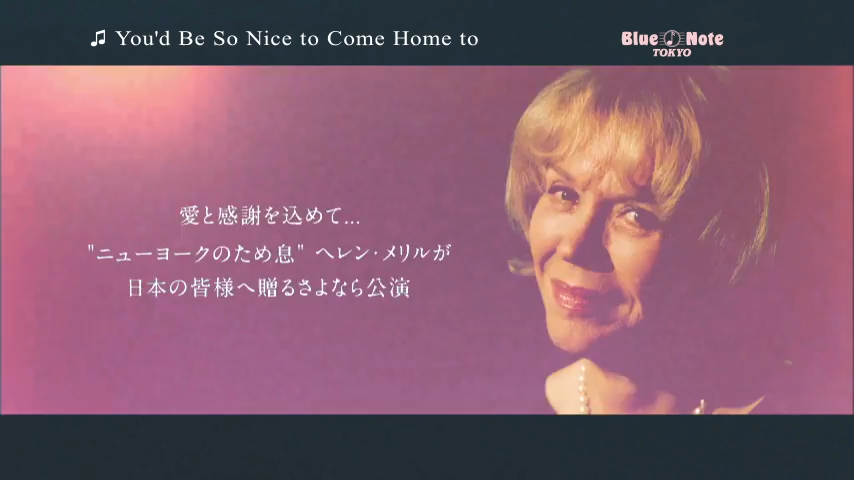 ♫ You'd Be So Nice to Come Home to
Blue Note
TOKYO
愛と感謝を込めて...
"ニューヨークのため息" ヘレン・メリルが
日本の皆様へ贈るさよなら公演